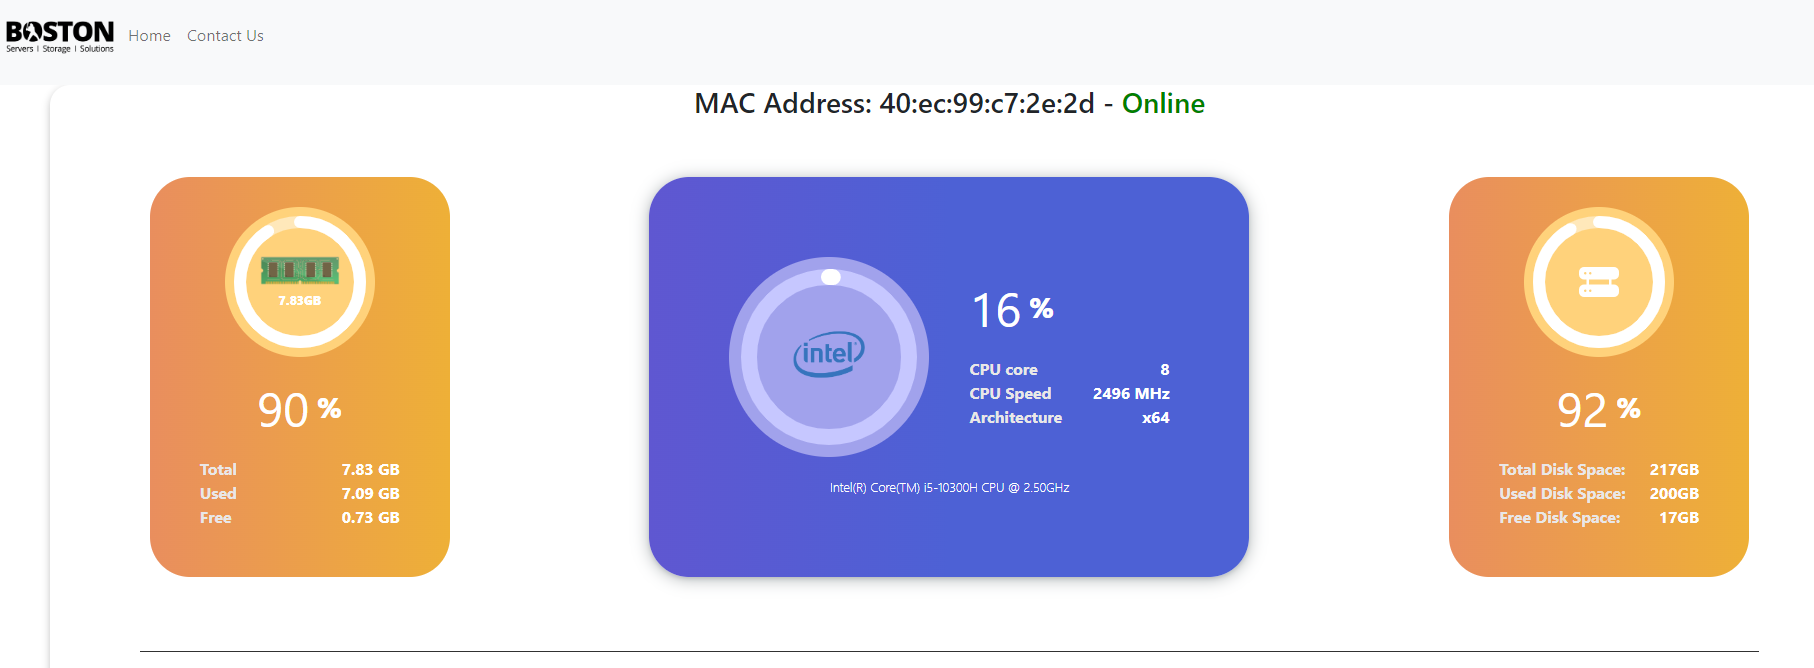 BOSTON
Servers | Storage | Solutions
Home
Contact Us
MAC Address: 40:ec:99:c7:2e:2d - Online
7.83GB
90 %
Total 7.83 GB
Used 7.09 GB
Free 0.73 GB
intel
16 %
CPU core 8
CPU Speed 2496 MHz
Architecture x64
Intel(R) Core(TM) i5-10300H CPU @ 2.50GHz
92 %
Total Disk Space: 217GB
Used Disk Space: 200GB
Free Disk Space: 17GB